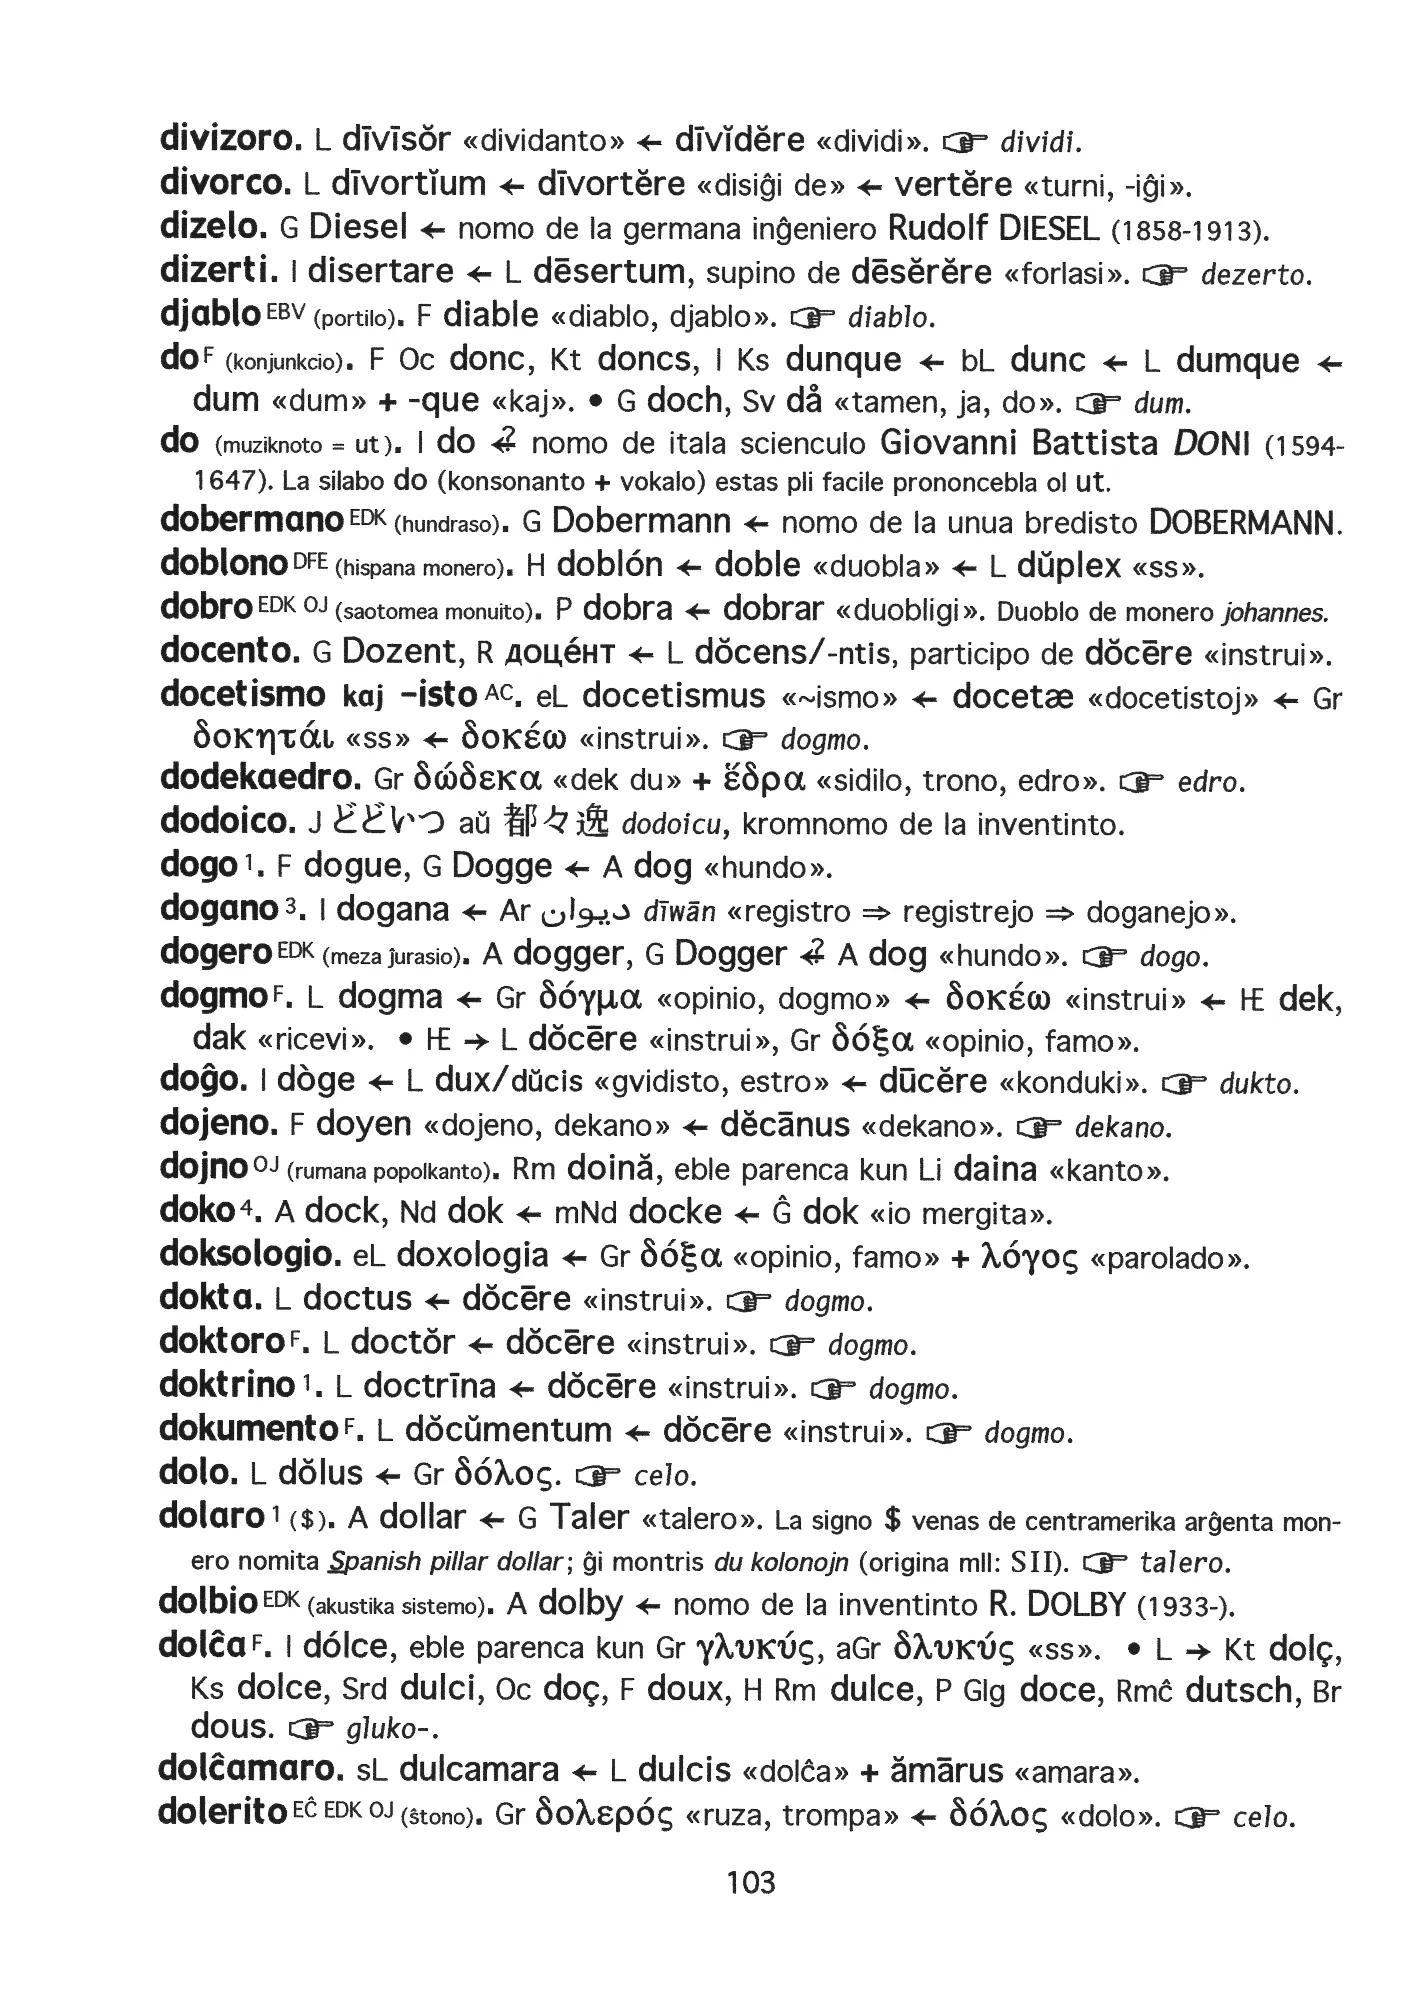 divizoro. L dīvīsŏr «dividanto» ← dīvĭdĕre «dividi». ☞ dividi.
divorco. L dīvortĭum ← dīvortĕre «disiĝi de» ← vertĕre «turni, -iĝi».
dizelo. G Diesel ← nomo de la germana inĝeniero Rudolf DIESEL (1858-1913).
dizerti. I disertare ← L dēsertum, supino de dēsĕrĕre «forlasi». ☞ dezerto.
djablo EBV (portilo). F diable «diablo, djablo». ☞ diablo.
do F (konjunkcio). F Oc donc, Kt doncs, I Ks dunque ← bL dunc ← L dumque ←
dum «dum» + -que «kaj». • G doch, Sv då «tamen, ja, do». ☞ dum.
do (muziknoto = ut). I do ←? nomo de itala scienculo Giovanni Battista DONI (1594-
1647). La silabo do (konsonanto + vokalo) estas pli facile prononcebla ol ut.
dobermano EDK (hundraso). G Dobermann ← nomo de la unua bredisto DOBERMANN.
doblono DFE (hispana monero). H doblón ← doble «duobla» ← L dŭplex «ss».
dobro EDK OJ (saotomea monuito). P dobra ← dobrar «duobligi». Duoblo de monero johannes.
docento. G Dozent, R доце́нт ← L dŏcens/-ntĭs, participo de dŏcēre «instrui».
docetismo kaj -isto AC. eL docetismus «~ismo» ← docetæ «docetistoj» ← Gr
δοκητάι «ss» ← δοκέω «instrui». ☞ dogmo.
dodekaedro. Gr δώδεκα «dek du» + ἕδρα «sidilo, trono, edro». ☞ edro.
dodoico. J どどいつ aŭ 都々逸 dodoicu, kromnomo de la inventinto.
dogo 1. F dogue, G Dogge ← A dog «hundo».
dogano 3. I dogana ← Ar ديوان dīwān «registro ⇒ registrejo ⇒ doganejo».
dogero EDK (meza ĵurasio). A dogger, G Dogger ←? A dog «hundo». ☞ dogo.
dogmo F. L dogma ← Gr δόγμα «opinio, dogmo» ← δοκέω «instrui» ← HE dek,
dak «ricevi». • HE → L dŏcēre «instrui», Gr δόξα «opinio, famo».
doĝo. I dòge ← L dux/dŭcis «gvidisto, estro» ← dūcĕre «konduki». ☞ dukto.
dojeno. F doyen «dojeno, dekano» ← dĕcānus «dekano». ☞ dekano.
dojno OJ (rumana popolkanto). Rm doină, eble parenca kun Li daina «kanto».
doko 4. A dock, Nd dok ← mNd docke ← Ĝ dok «io mergita».
doksologio. eL doxologia ← Gr δόξα «opinio, famo» + λόγος «parolado».
dokta. L doctus ← dŏcēre «instrui». ☞ dogmo.
doktoro F. L doctŏr ← dŏcēre «instrui». ☞ dogmo.
doktrino 1. L doctrīna ← dŏcēre «instrui». ☞ dogmo.
dokumento F. L dŏcŭmentum ← dŏcēre «instrui». ☞ dogmo.
dolo. L dŏlus ← Gr δόλος. ☞ celo.
dolaro 1 ($). A dollar ← G Taler «talero». La signo $ venas de centramerika arĝenta mon-
ero nomita Spanish pillar dollar; ĝi montris du kolonojn (origina mll: SII). ☞ talero.
dolbio EDK (akustika sistemo). A dolby ← nomo de la inventinto R. DOLBY (1933-).
dolĉa F. I dólce, eble parenca kun Gr γλυκύς, aGr δλυκύς «ss». • L → Kt dolç,
Ks dolce, Srd dulci, Oc doç, F doux, H Rm dulce, P Glg doce, Rmĉ dutsch, Br
dous. ☞ gluko-.
dolĉamaro. sL dulcamara ← L dulcis «dolĉa» + ămārus «amara».
dolerito EĈ EDK OJ (ŝtono). Gr δολερός «ruza, trompa» ← δόλος «dolo». ☞ celo.
103